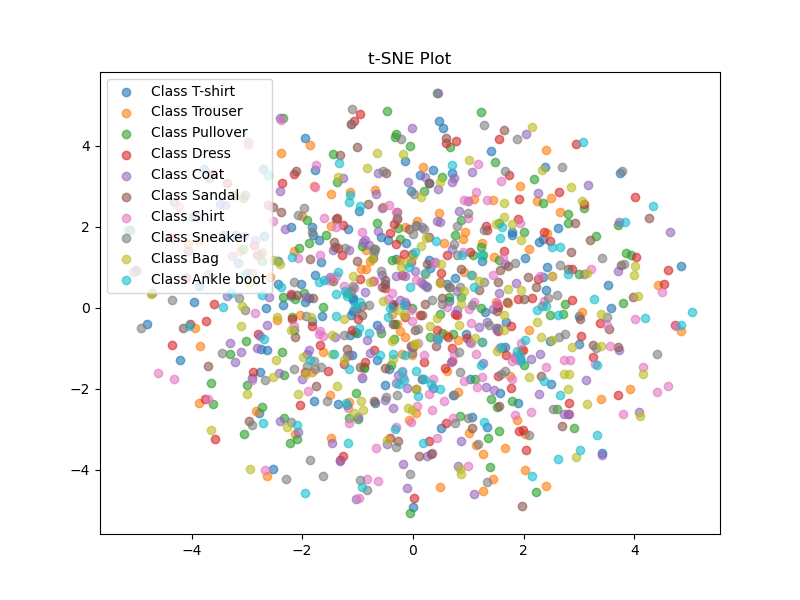 t-SNE Plot
Class T-shirt
Class Trouser
Class Pullover
Class Dress
Class Coat
Class Sandal
Class Shirt
Class Sneaker
Class Bag
Class Ankle boot
4
2
0
−2
−4
−4 −2 0 2 4